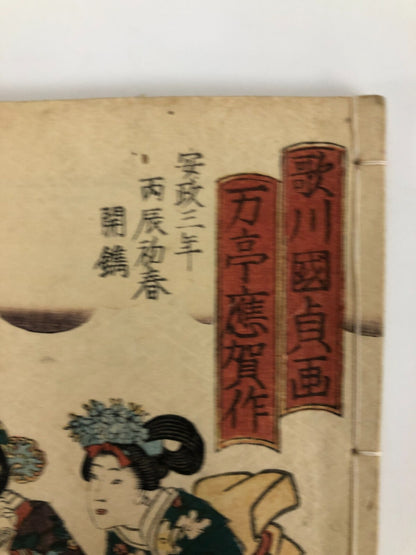 歌川國貞画
万亭應賀作
安政三年
丙辰初春
開鐫